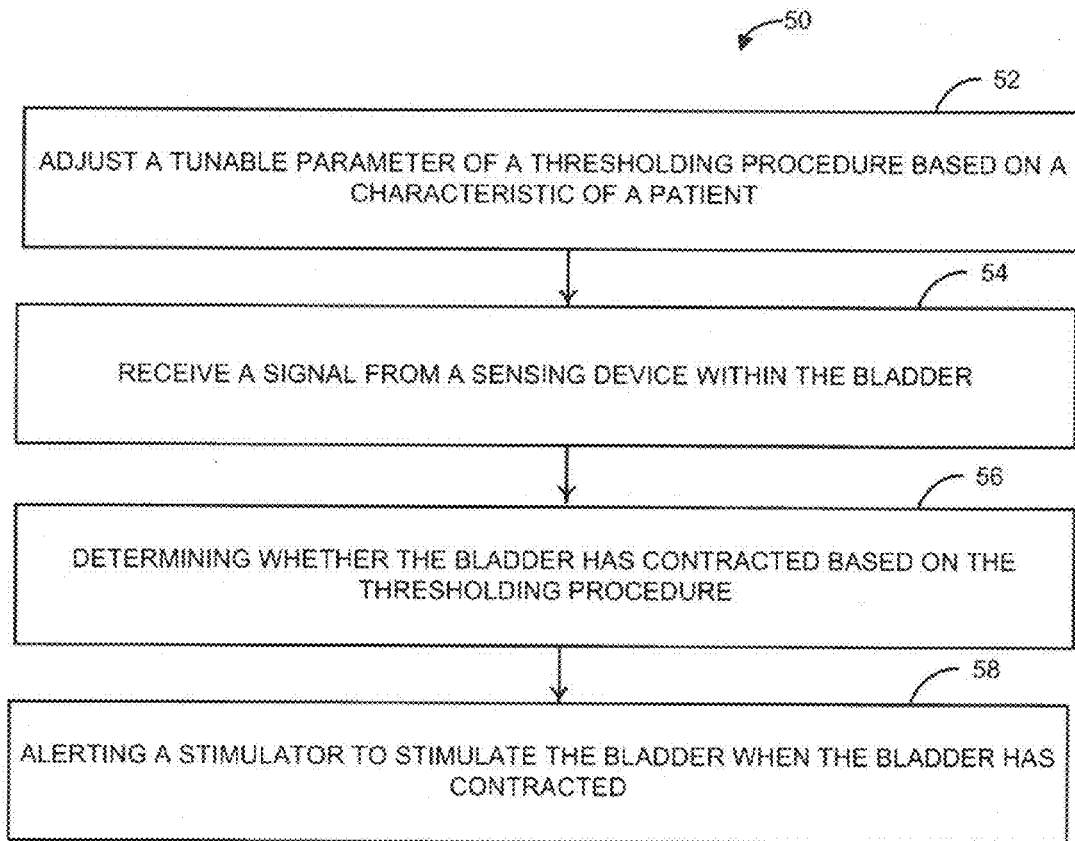 50
52
ADJUST A TUNABLE PARAMETER OF A THRESHOLDING PROCEDURE BASED ON A
CHARACTERISTIC OF A PATIENT
54
RECEIVE A SIGNAL FROM A SENSING DEVICE WITHIN THE BLADDER
56
DETERMINING WHETHER THE BLADDER HAS CONTRACTED BASED ON THE
THRESHOLDING PROCEDURE
58
ALERTING A STIMULATOR TO STIMULATE THE BLADDER WHEN THE BLADDER HAS
CONTRACTED